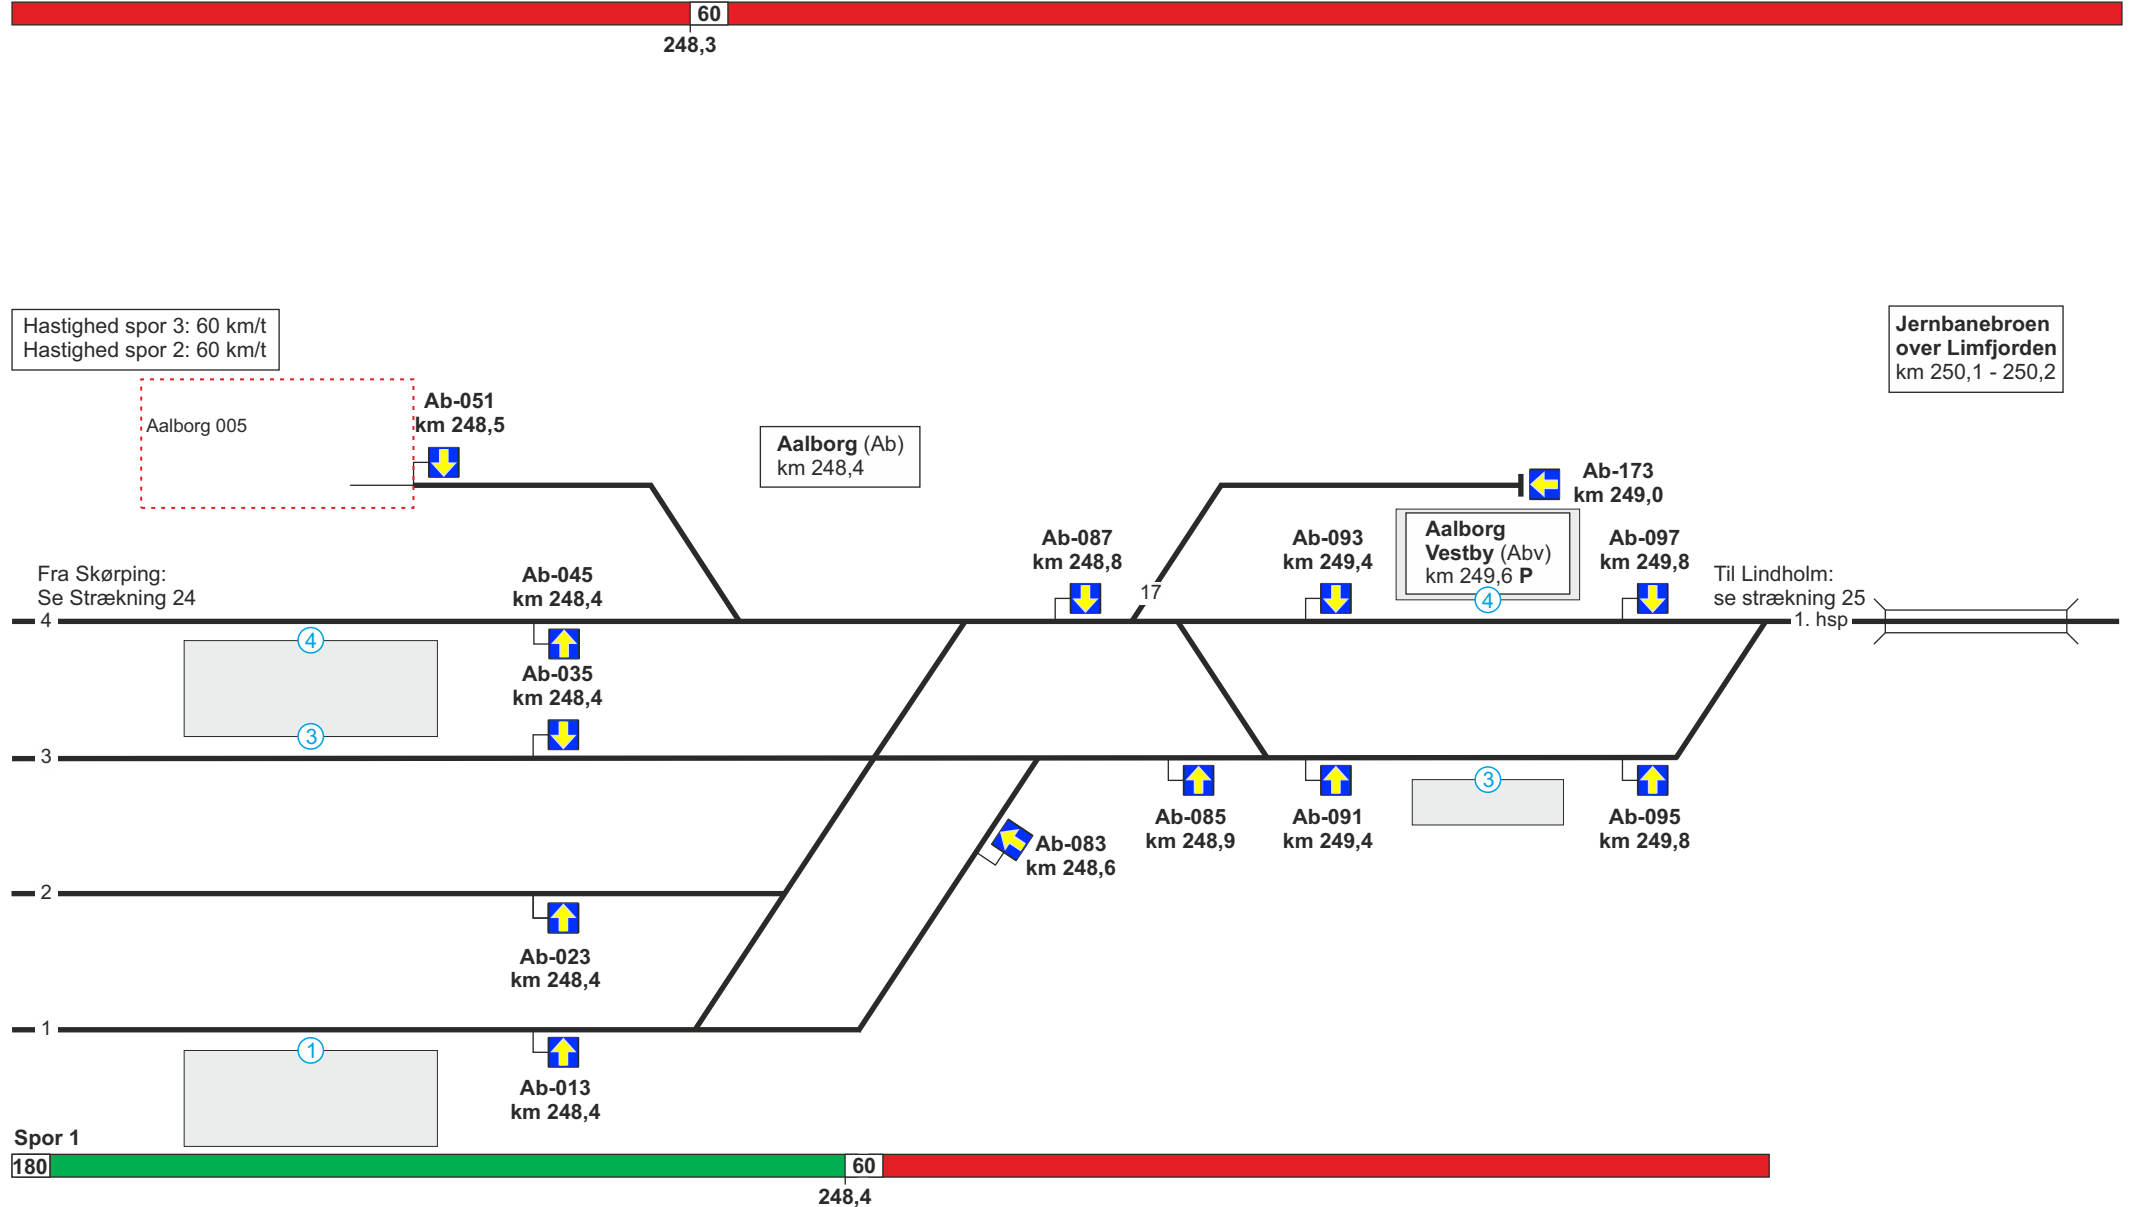 60
248,3
Hastighed spor 3: 60 km/t
Hastighed spor 2: 60 km/t
Jernbanebroen
over Limfjorden
km 250,1 - 250,2
Aalborg 005
Ab-051
km 248,5
Aalborg (Ab)
km 248,4
Ab-173
km 249,0
Fra Skørping:
Se Strækning 24
Ab-045
km 248,4
Ab-087
km 248,8
17
Ab-093
km 249,4
Aalborg
Vestby (Abv)
km 249,6 P
4
Ab-097
km 249,8
Til Lindholm:
se strækning 25
1. hsp
4
4
Ab-035
km 248,4
3
3
Ab-085
km 248,9
Ab-091
km 249,4
3
Ab-095
km 249,8
Ab-083
km 248,6
2
Ab-023
km 248,4
1
1
Ab-013
km 248,4
Spor 1
180
60
248,4